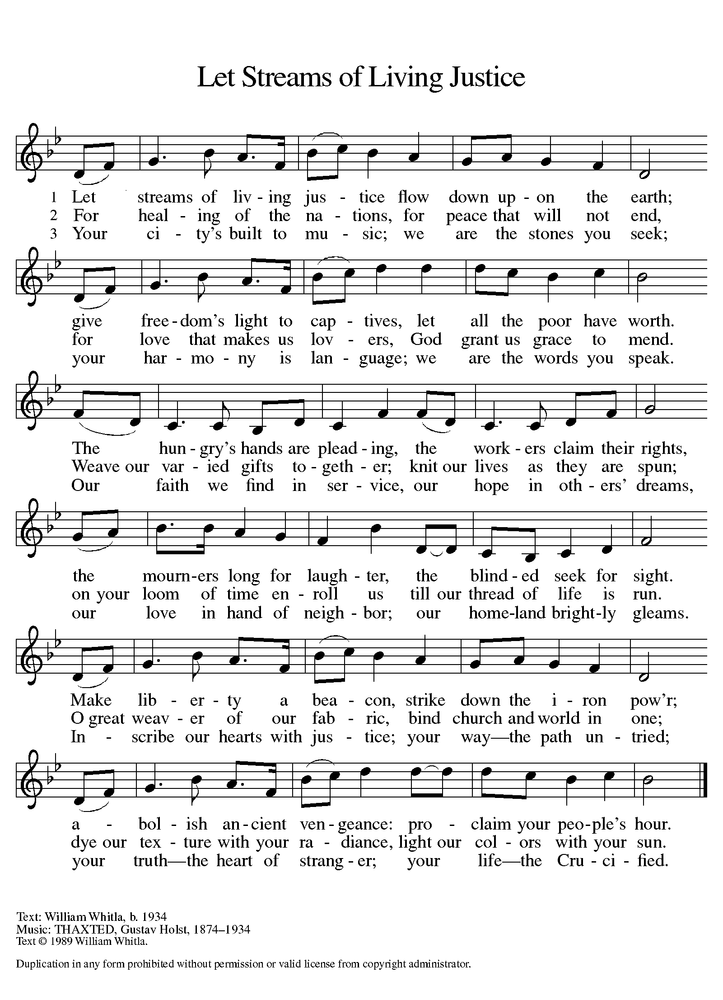 Let Streams of Living Justice
1 Let streams of liv - ing jus - tice flow down up - on the earth;
2 For heal - ing of the na - tions, for peace that will not end,
3 Your ci - ty's built to mu - sic; we are the stones you seek;
give free - dom's light to cap - tives, let all the poor have worth.
for love that makes us lov - ers, God grant us grace to mend.
your har - mo - ny is lan - guage; we are the words you speak.
The hun - gry's hands are plead - ing, the work - ers claim their rights,
Weave our var - ied gifts to - geth - er; knit our lives as they are spun;
Our faith we find in ser - vice, our hope in oth - ers' dreams,
the mourn-ers long for laugh - ter, the blind - ed seek for sight.
on your loom of time en - roll us till our thread of life is run.
our love in hand of neigh - bor; our home-land bright-ly gleams.
Make lib - er - ty a bea - con, strike down the i - ron pow'r;
O great weav - er of our fab - ric, bind church and world in one;
In - scribe our hearts with jus - tice; your way—the path un - tried;
a - bol - ish an - cient ven - geance: pro - claim your peo-ple's hour.
dye our tex - ture with your ra - diance, light our col - ors with your sun.
your truth—the heart of strang - er; your life—the Cru - ci - fied.
Text: William Whitla, b. 1934
Music: THAXTED, Gustav Holst, 1874–1934
Text © 1989 William Whitla.
Duplication in any form prohibited without permission or valid license from copyright administrator.